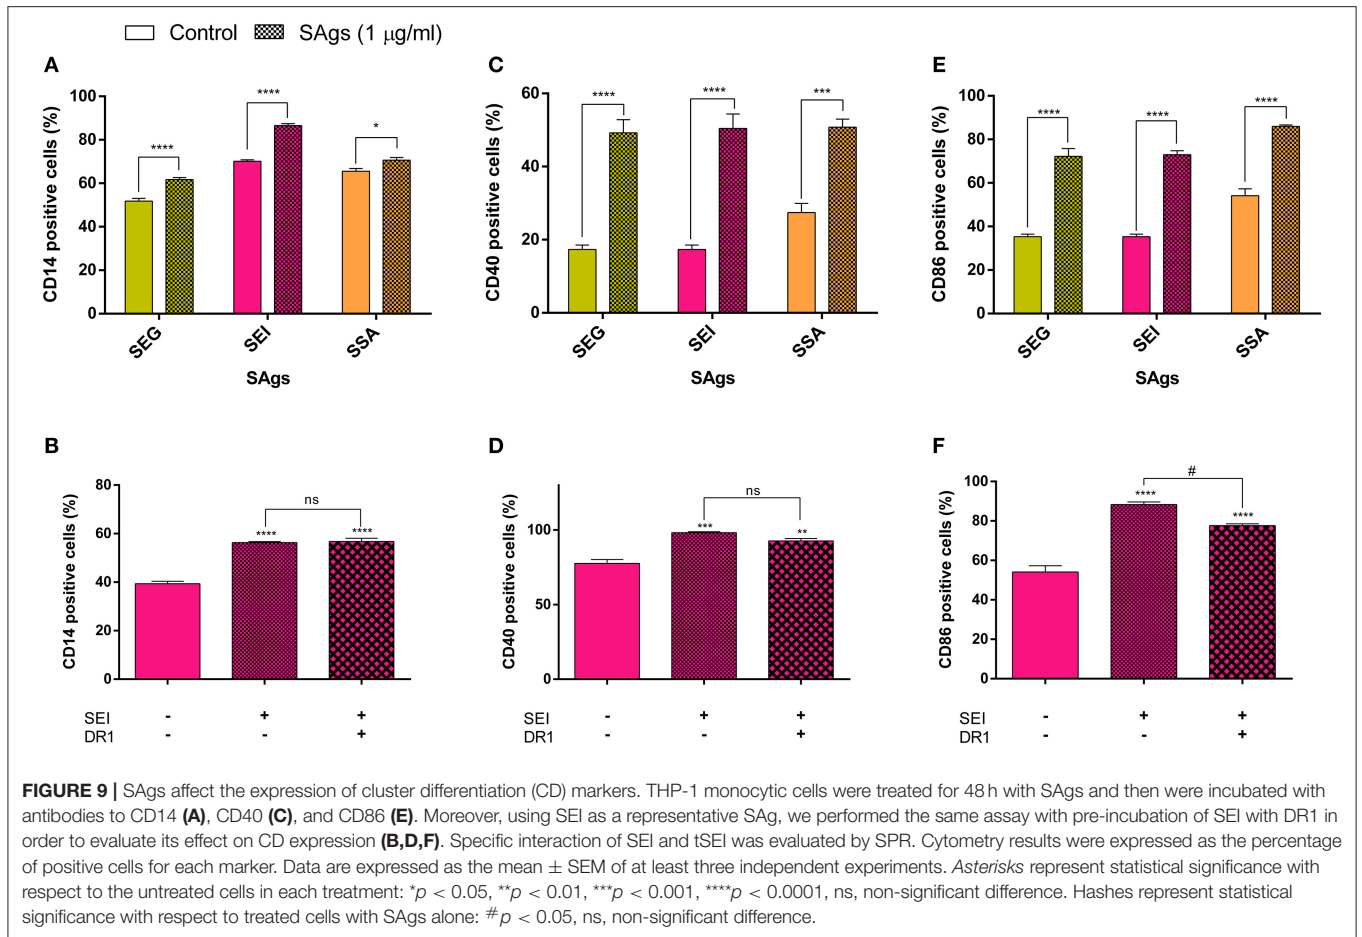 Control SAgs (1 μg/ml)
A
CD14 positive cells (%)
100
80
60
40
20
0
****
****
*
SEG SEI SSA
SAgs
C
CD40 positive cells (%)
60
40
20
0
****
****
***
SEG SEI SSA
SAgs
E
CD86 positive cells (%)
100
80
60
40
20
0
****
****
****
SEG SEI SSA
SAgs
B
CD14 positive cells (%)
80
60
40
20
0
ns
****
****
SEI - + +
DR1 - - +
D
CD40 positive cells (%)
100
50
0
ns
***
**
SEI - + +
DR1 - - +
F
CD86 positive cells (%)
100
80
60
40
20
0
#
****
****
SEI - + +
DR1 - - +
FIGURE 9 | SAgs affect the expression of cluster differentiation (CD) markers. THP-1 monocytic cells were treated for 48 h with SAgs and then were incubated with
antibodies to CD14 (A), CD40 (C), and CD86 (E). Moreover, using SEI as a representative SAg, we performed the same assay with pre-incubation of SEI with DR1 in
order to evaluate its effect on CD expression (B,D,F). Specific interaction of SEI and tSEI was evaluated by SPR. Cytometry results were expressed as the percentage
of positive cells for each marker. Data are expressed as the mean ± SEM of at least three independent experiments. Asterisks represent statistical significance with
respect to the untreated cells in each treatment: *p < 0.05, **p < 0.01, ***p < 0.001, ****p < 0.0001, ns, non-significant difference. Hashes represent statistical
significance with respect to treated cells with SAgs alone: #p < 0.05, ns, non-significant difference.